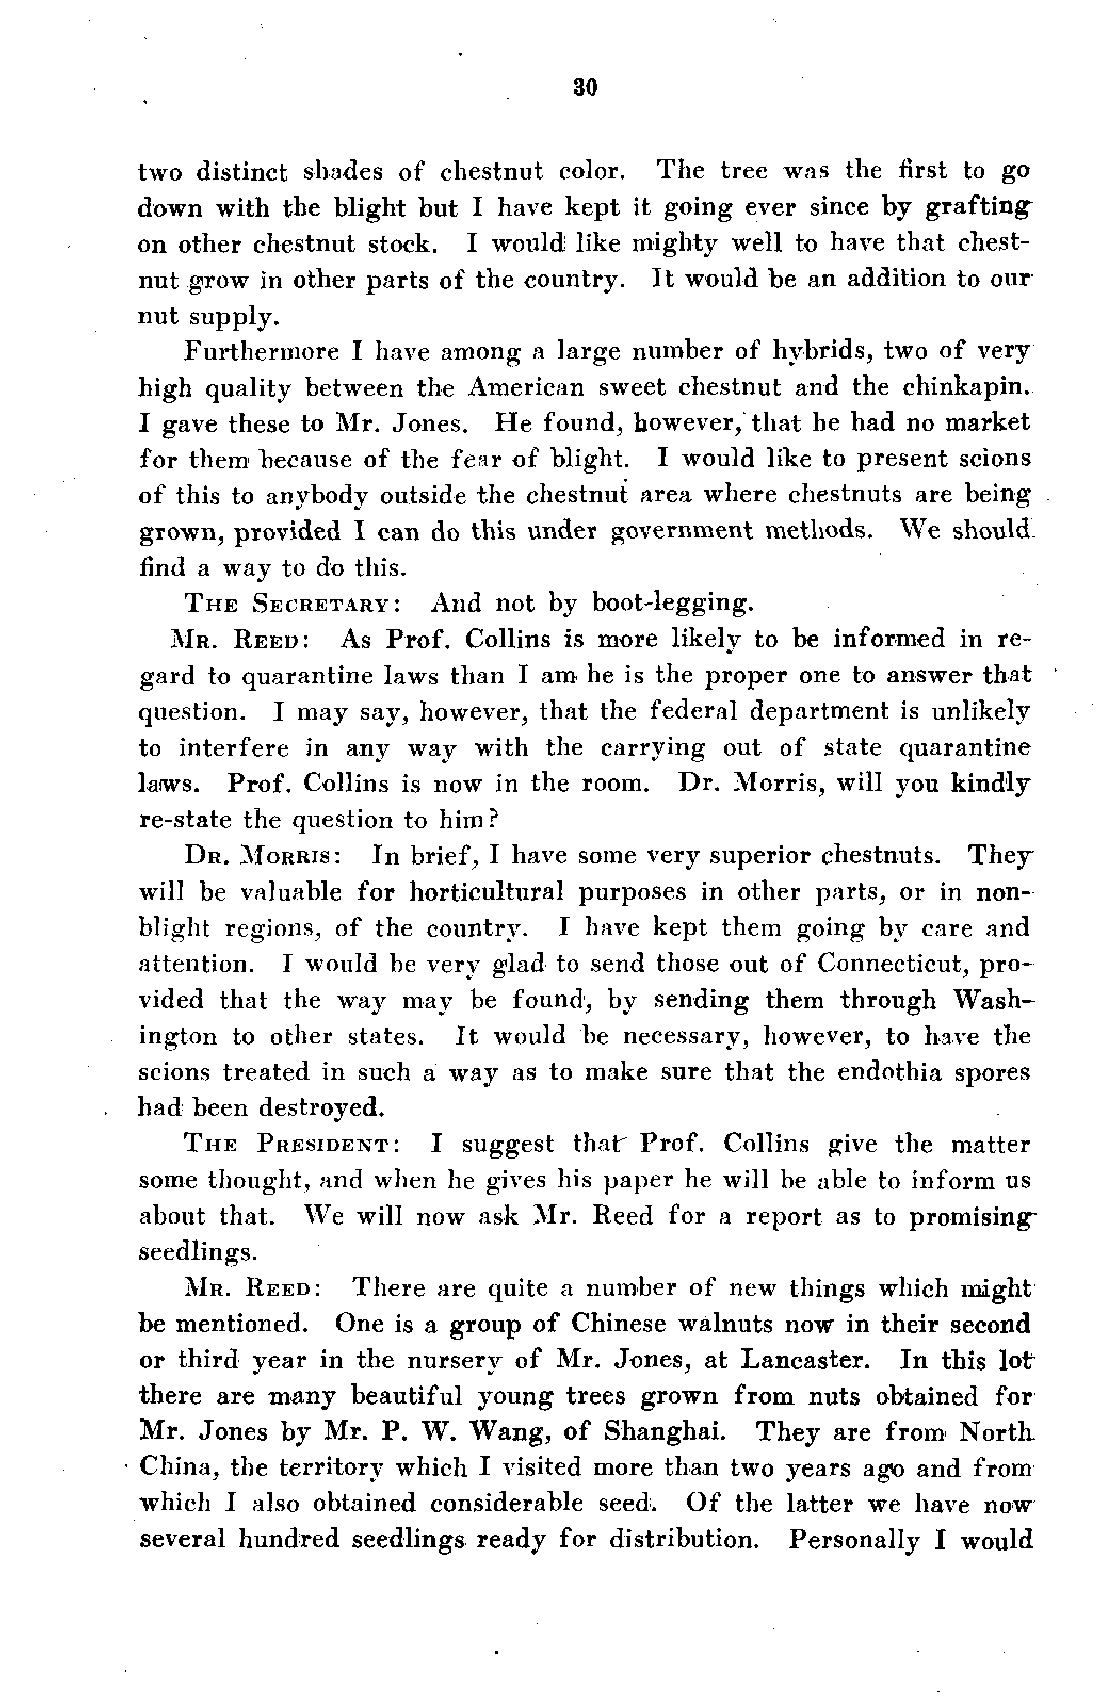 30
two distinct shades of chestnut color. The tree was the first to go
down with the blight but I have kept it going ever since by grafting
on other chestnut stock. I would like mighty well to have that chest-
nut grow in other parts of the country. It would be an addition to our
nut supply.
Furthermore I have among a large number of hybrids, two of very
high quality between the American sweet chestnut and the chinkapin.
I gave these to Mr. Jones. He found, however, that he had no market
for them because of the fear of blight. I would like to present scions
of this to anybody outside the chestnut area where chestnuts are being
grown, provided I can do this under government methods. We should
find a way to do this.
THE SECRETARY: And not by boot-legging.
MR. REED: As Prof. Collins is more likely to be informed in re-
gard to quarantine laws than I am he is the proper one to answer that
question. I may say, however, that the federal department is unlikely
to interfere in any way with the carrying out of state quarantine
laws. Prof. Collins is now in the room. Dr. Morris, will you kindly
re-state the question to him?
DR. MORRIS: In brief, I have some very superior chestnuts. They
will be valuable for horticultural purposes in other parts, or in non-
blight regions, of the country. I have kept them going by care and
attention. I would be very glad to send those out of Connecticut, pro-
vided that the way may be found, by sending them through Wash-
ington to other states. It would be necessary, however, to have the
scions treated in such a way as to make sure that the endothia spores
had been destroyed.
THE PRESIDENT: I suggest that Prof. Collins give the matter
some thought, and when he gives his paper he will be able to inform us
about that. We will now ask Mr. Reed for a report as to promising
seedlings.
MR. REED: There are quite a number of new things which might
be mentioned. One is a group of Chinese walnuts now in their second
or third year in the nursery of Mr. Jones, at Lancaster. In this lot
there are many beautiful young trees grown from nuts obtained for
Mr. Jones by Mr. P. W. Wang, of Shanghai. They are from North
China, the territory which I visited more than two years ago and from
which I also obtained considerable seed. Of the latter we have now
several hundred seedlings ready for distribution. Personally I would